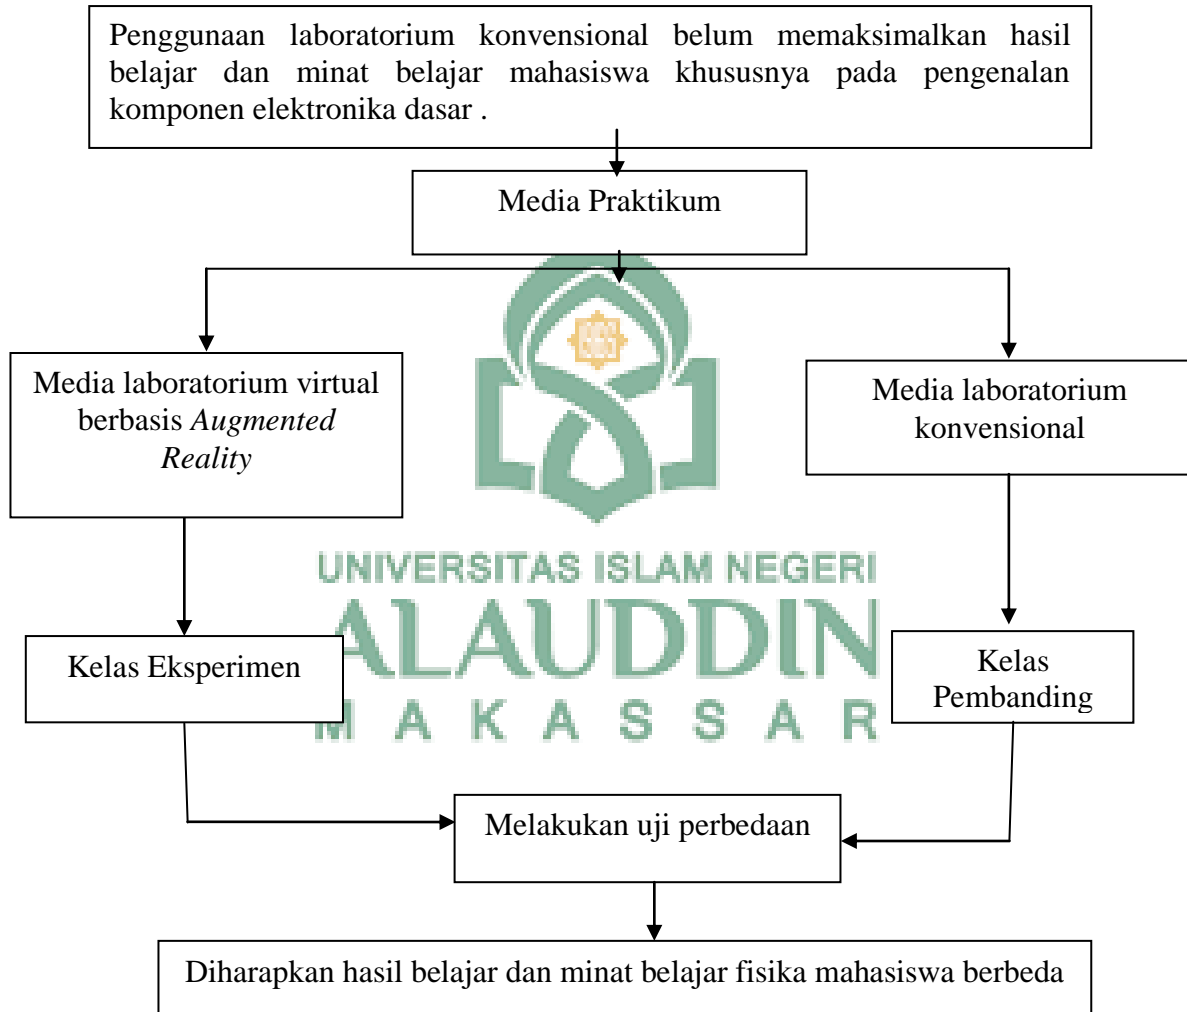 Penggunaan laboratorium konvensional belum memaksimalkan hasil
belajar dan minat belajar mahasiswa khususnya pada pengenalan
komponen elektronika dasar .
Media Praktikum
Media laboratorium virtual
berbasis Augmented
Reality
Media laboratorium
konvensional
UNIVERSITAS ISLAM NEGERI
ALAUDDIN
MAKASSAR
Kelas Eksperimen
Kelas
Pembanding
Melakukan uji perbedaan
Diharapkan hasil belajar dan minat belajar fisika mahasiswa berbeda